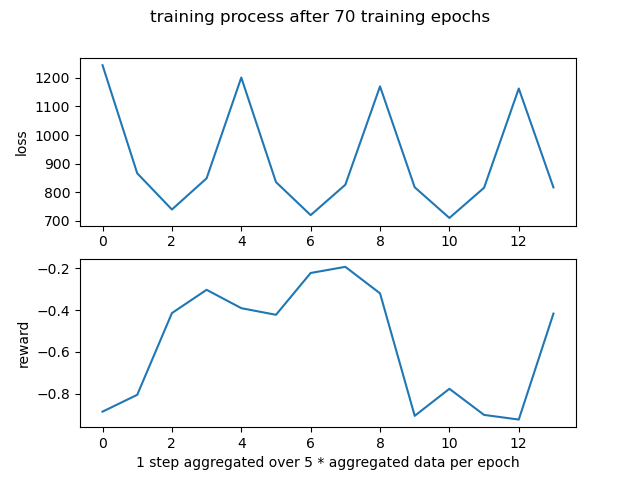 training process after 70 training epochs
1200
1100
1000
900
800
700
loss
0 2 4 6 8 10 12
−0.2
−0.4
−0.6
−0.8
reward
0 2 4 6 8 10 12
1 step aggregated over 5 * aggregated data per epoch